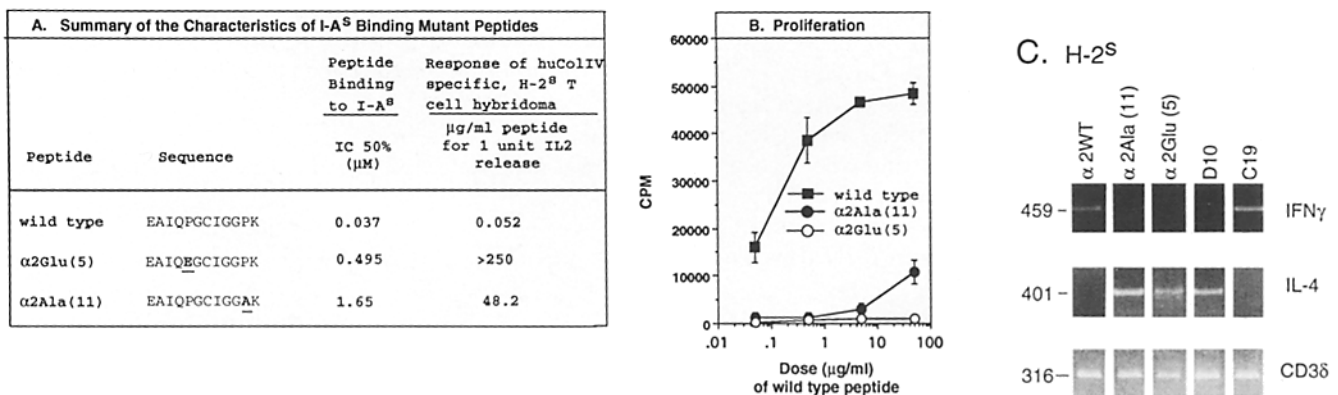 A. Summary of the Characteristics of I-A^S Binding Mutant Peptides
Peptide
Binding
to I-A^s
Response of huColIV
specific, H-2^s T
cell hybridoma
Peptide
Sequence
IC 50%
(μM)
μg/ml peptide
for 1 unit IL2
release
wild type EAIQPGCIGGPK 0.037 0.052
α2Glu(5) EAIQEGCIGGPK 0.495 >250
α2Ala(11) EAIQPGCIGGAK 1.65 48.2
B. Proliferation
60000
50000
40000
30000
20000
10000
0
CPM
wild type
α2Ala(11)
α2Glu(5)
.01 .1 1 10 100
Dose (μg/ml)
of wild type peptide
C. H-2^s
α2WT
α2Ala (11)
α2Glu (5)
D10
C19
459 IFNγ
401 IL-4
316 CD3δ